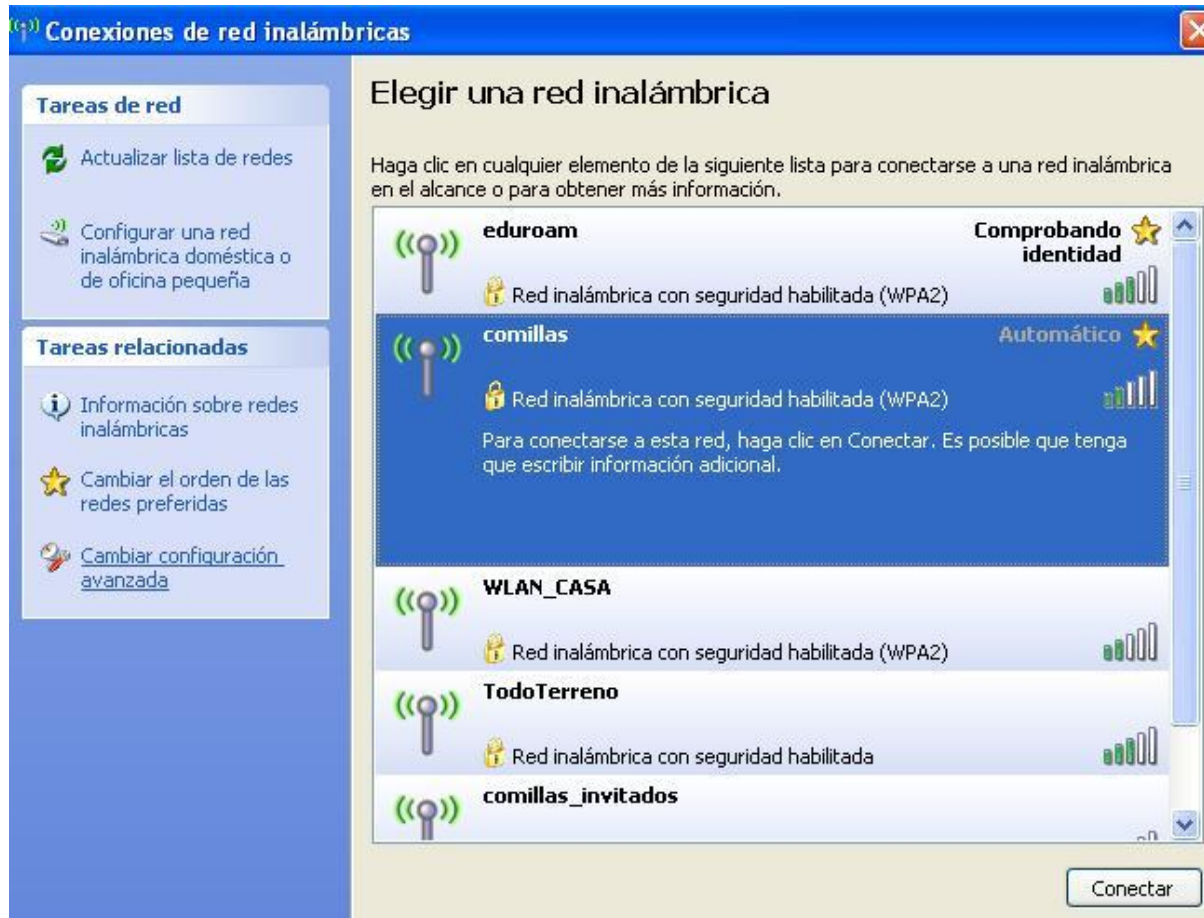 Conexiones de red inalámbricas
Tareas de red
Actualizar lista de redes
Configurar una red
inalámbrica doméstica o
de oficina pequeña
Tareas relacionadas
Información sobre redes
inalámbricas
Cambiar el orden de las
redes preferidas
Cambiar configuración
avanzada
Elegir una red inalámbrica
Haga clic en cualquier elemento de la siguiente lista para conectarse a una red inalámbrica
en el alcance o para obtener más información.
eduroam
Comprobando
identidad
Red inalámbrica con seguridad habilitada (WPA2)
comillas
Automático
Red inalámbrica con seguridad habilitada (WPA2)
Para conectarse a esta red, haga clic en Conectar. Es posible que tenga
que escribir información adicional.
WLAN_CASA
Red inalámbrica con seguridad habilitada (WPA2)
TodoTerreno
Red inalámbrica con seguridad habilitada
comillas_invitados
Conectar